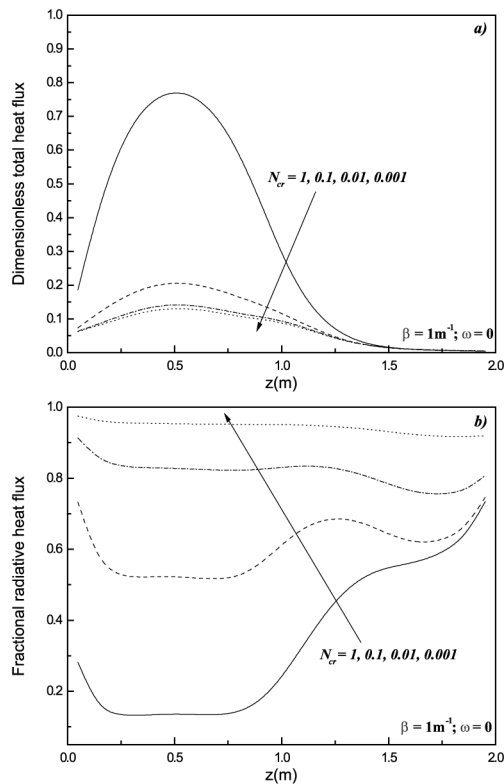 a)
1.0
0.9
0.8
0.7
0.6
0.5
0.4
0.3
0.2
0.1
0.0
Dimensionless total heat flux
N_cr = 1, 0.1, 0.01, 0.001
β = 1m⁻¹; ω = 0
0.0 0.5 1.0 1.5 2.0
z(m)
b)
1.0
0.8
0.6
0.4
0.2
Fractional radiative heat flux
N_cr = 1, 0.1, 0.01, 0.001
β = 1m⁻¹; ω = 0
0.0 0.5 1.0 1.5 2.0
z(m)